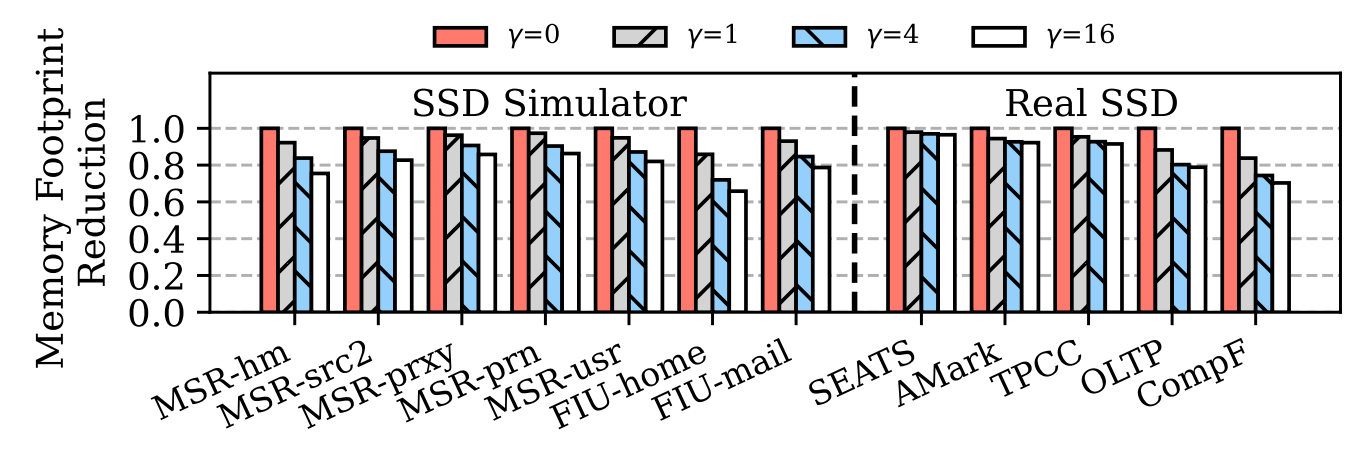 γ=0 γ=1 γ=4 γ=16
Memory Footprint
Reduction
SSD Simulator
Real SSD
1.0
0.8
0.6
0.4
0.2
0.0
MSR-hm
MSR-src2
MSR-prxy
MSR-prn
MSR-usr
FIU-home
FIU-mail
SEATS
AMark
TPCC
OLTP
CompF